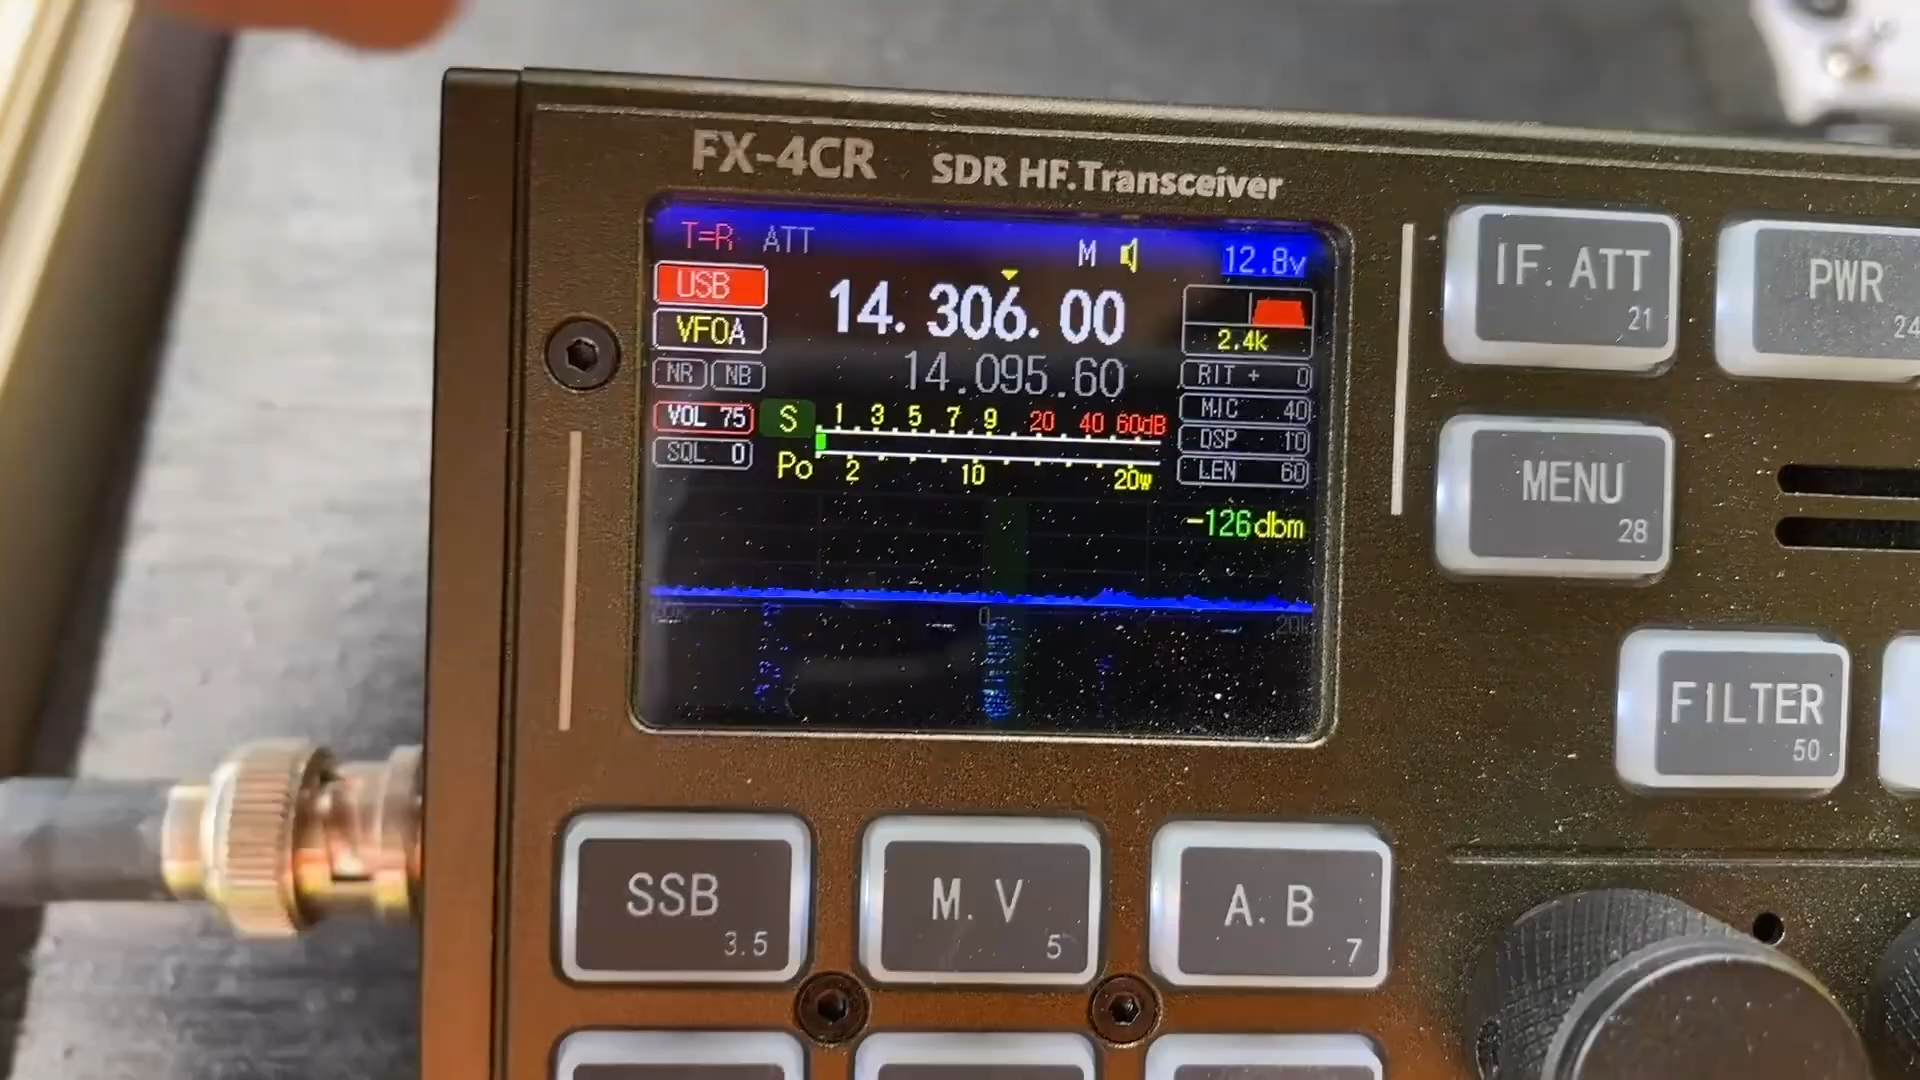 FX-4CR SDR HF.Transceiver
T=R ATT M 12.8v
USB
VFOA
14.306.00
14.095.60
2.4k
NR NB
RIT + 0
VOL 75
MIC 40
S 1 3 5 7 9 20 40 60dB
SQL 0
DSP 10
Po 2 10 20w
LEN 60
-126dbm
0 20k
IF.ATT
21
PWR
24
MENU
28
FILTER
50
SSB
3.5
M.V
5
A.B
7